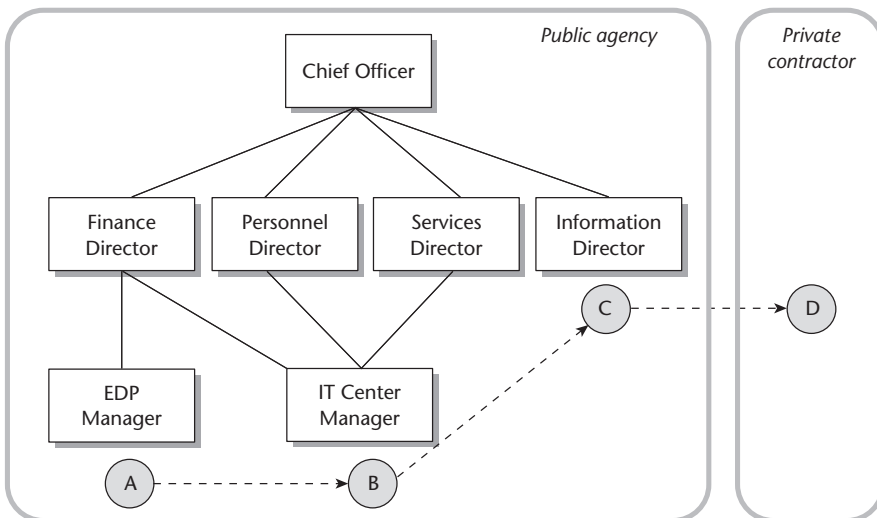 Public agency
Private
contractor
Chief Officer
Finance
Director
Personnel
Director
Services
Director
Information
Director
C
D
EDP
Manager
IT Center
Manager
A
B